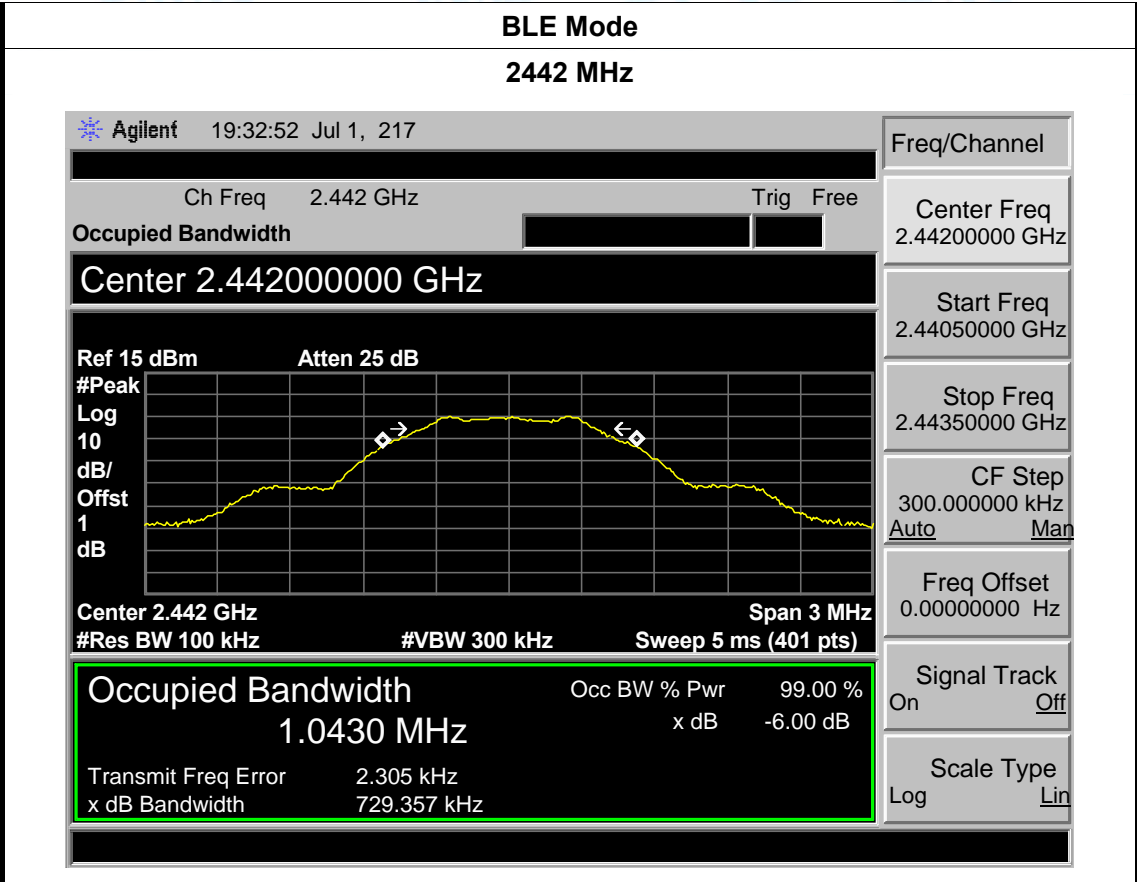 BLE Mode
2442 MHz
Agilent 19:32:52 Jul 1, 217
Freq/Channel
Ch Freq 2.442 GHz Trig Free
Occupied Bandwidth
Center 2.442000000 GHz
Ref 15 dBm Atten 25 dB
#Peak
Log
10
dB/
Offst
1
dB
Center 2.442 GHz Span 3 MHz
#Res BW 100 kHz #VBW 300 kHz Sweep 5 ms (401 pts)
Occupied Bandwidth
1.0430 MHz
Occ BW % Pwr 99.00 %
x dB -6.00 dB
Transmit Freq Error 2.305 kHz
x dB Bandwidth 729.357 kHz
Center Freq
2.44200000 GHz
Start Freq
2.44050000 GHz
Stop Freq
2.44350000 GHz
CF Step
300.000000 kHz
Auto Man
Freq Offset
0.00000000 Hz
Signal Track
On Off
Scale Type
Log Lin